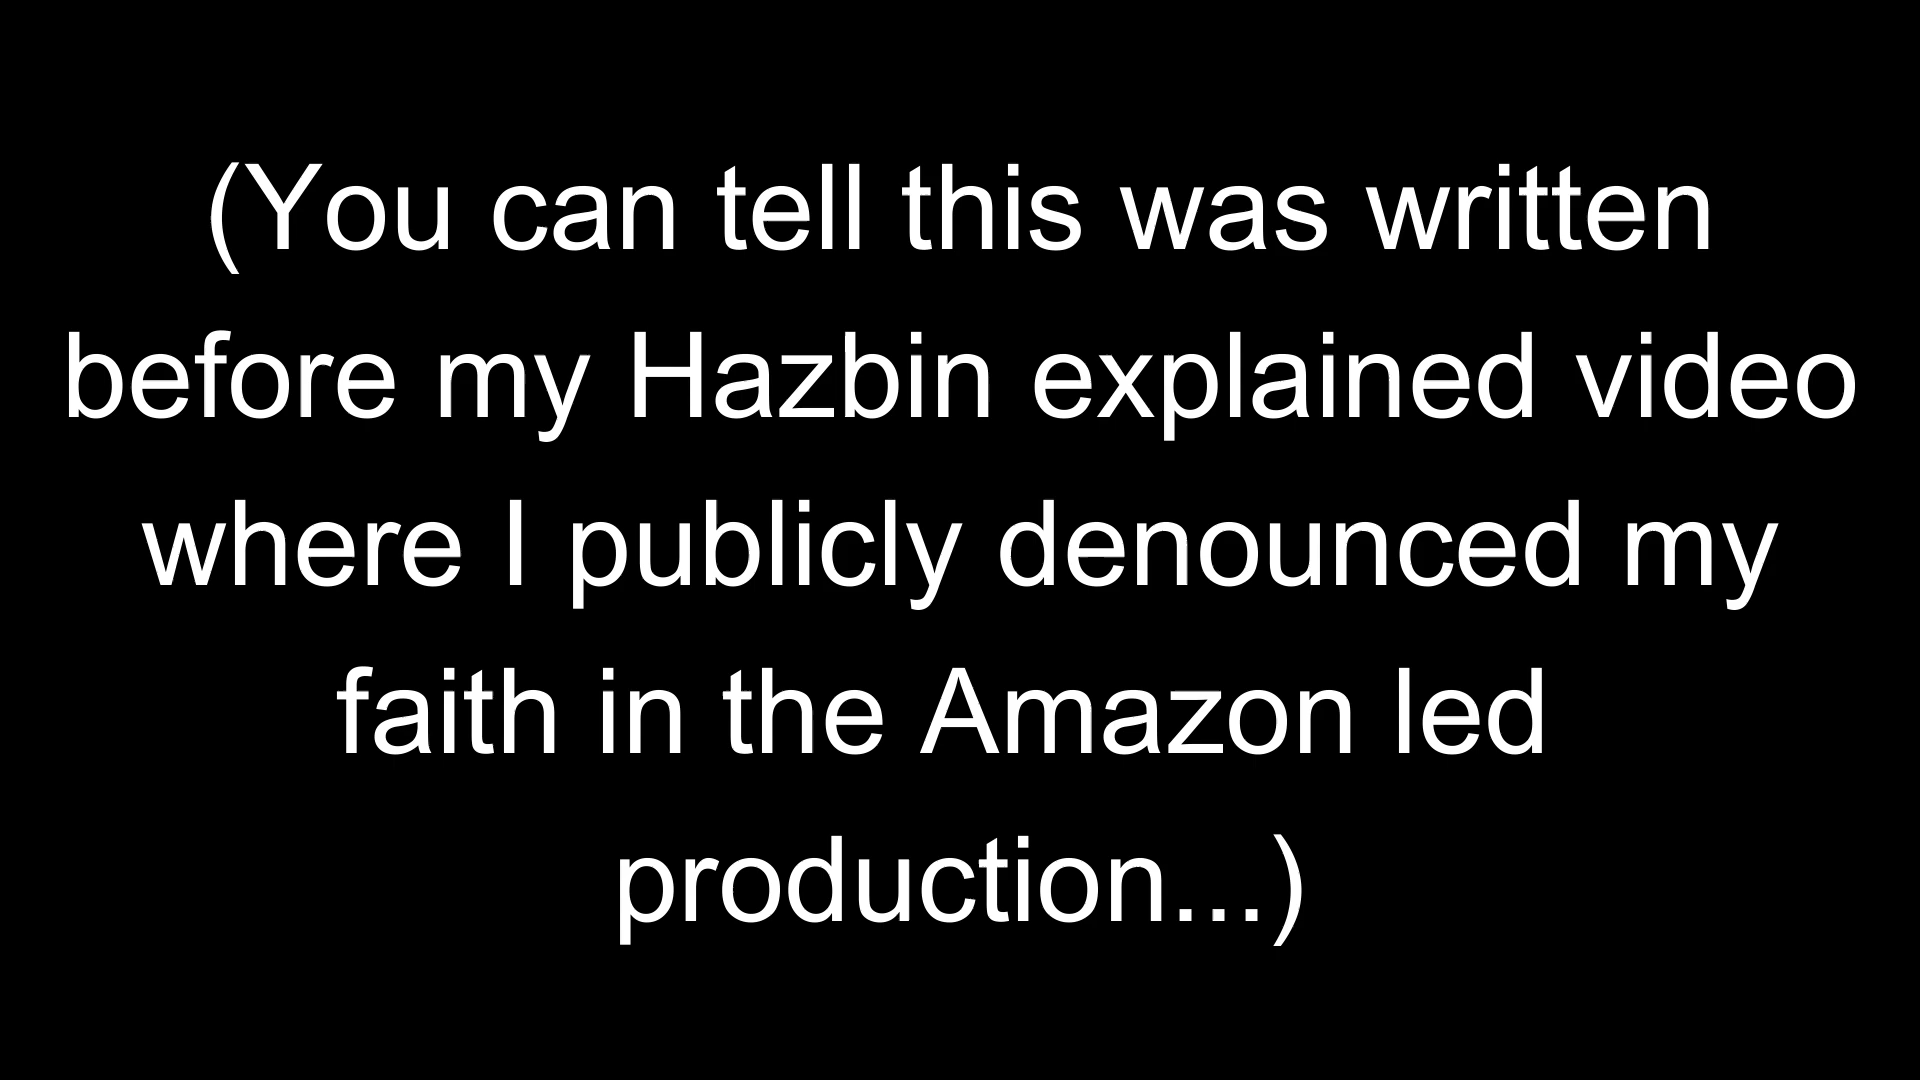 (You can tell this was written
before my Hazbin explained video
where I publicly denounced my
faith in the Amazon led
production...)